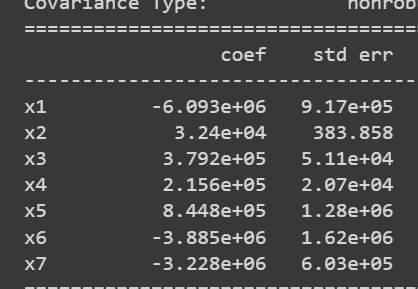 Covariance Type: nonrob
==================================
coef std err
----------------------------------
x1 -6.093e+06 9.17e+05
x2 3.24e+04 383.858
x3 3.792e+05 5.11e+04
x4 2.156e+05 2.07e+04
x5 8.448e+05 1.28e+06
x6 -3.885e+06 1.62e+06
x7 -3.228e+06 6.03e+05
==================================